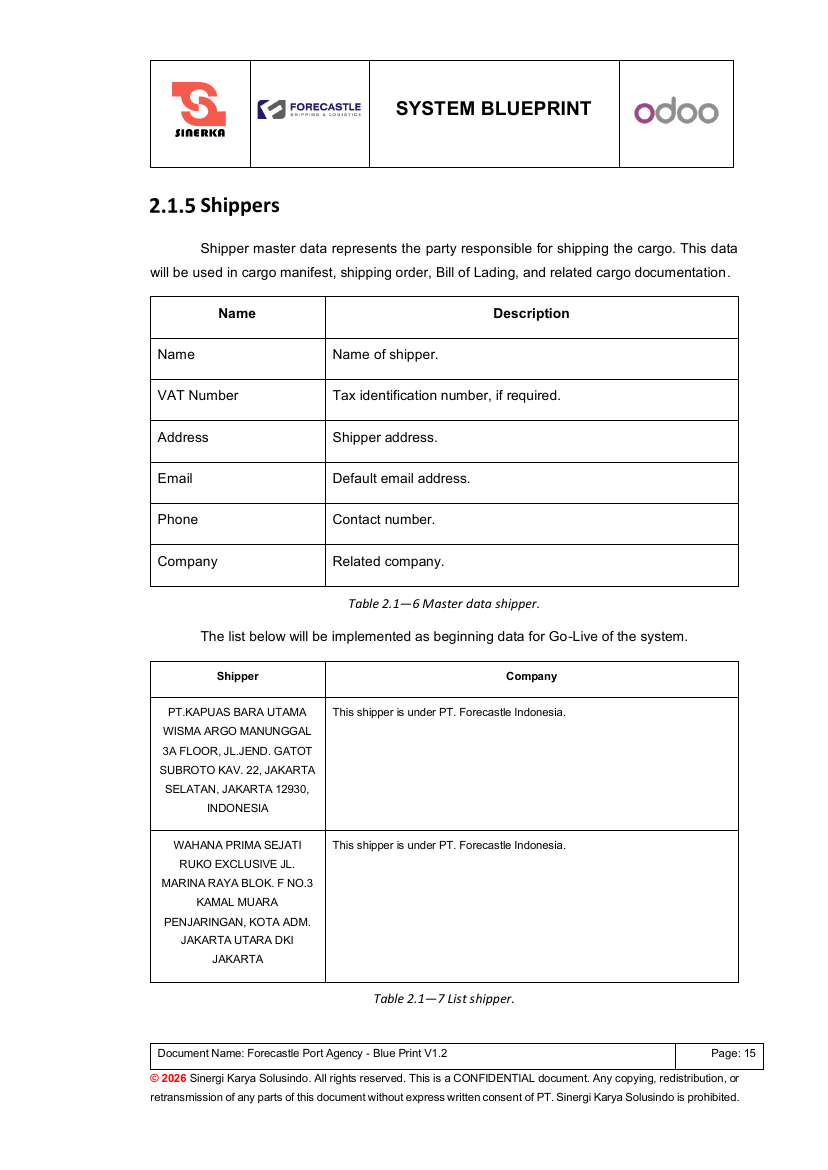 SINERKA
FORECASTLE
SHIPPING & LOGISTICS
SYSTEM BLUEPRINT
odoo
2.1.5 Shippers
Shipper master data represents the party responsible for shipping the cargo. This data
will be used in cargo manifest, shipping order, Bill of Lading, and related cargo documentation.
Name Description
Name Name of shipper.
VAT Number Tax identification number, if required.
Address Shipper address.
Email Default email address.
Phone Contact number.
Company Related company.
Table 2.1—6 Master data shipper.
The list below will be implemented as beginning data for Go-Live of the system.
Shipper Company
PT.KAPUAS BARA UTAMA This shipper is under PT. Forecastle Indonesia.
WISMA ARGO MANUNGGAL
3A FLOOR, JL.JEND. GATOT
SUBROTO KAV. 22, JAKARTA
SELATAN, JAKARTA 12930,
INDONESIA
WAHANA PRIMA SEJATI This shipper is under PT. Forecastle Indonesia.
RUKO EXCLUSIVE JL.
MARINA RAYA BLOK. F NO.3
KAMAL MUARA
PENJARINGAN, KOTA ADM.
JAKARTA UTARA DKI
JAKARTA
Table 2.1—7 List shipper.
Document Name: Forecastle Port Agency - Blue Print V1.2 Page: 15
© 2026 Sinergi Karya Solusindo. All rights reserved. This is a CONFIDENTIAL document. Any copying, redistribution, or
retransmission of any parts of this document without express written consent of PT. Sinergi Karya Solusindo is prohibited.